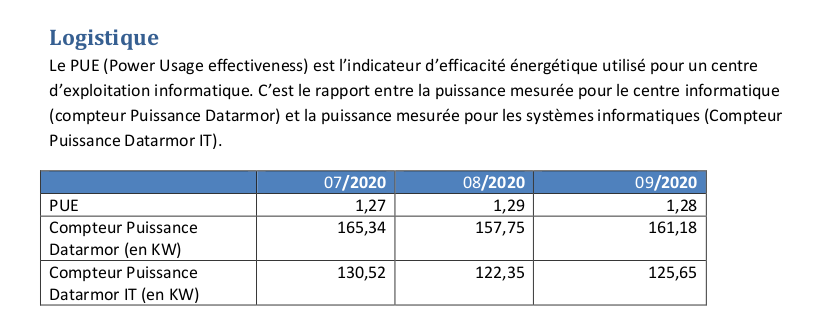 Logistique
Le PUE (Power Usage effectiveness) est l’indicateur d’efficacité énergétique utilisé pour un centre
d’exploitation informatique. C’est le rapport entre la puissance mesurée pour le centre informatique
(compteur Puissance Datarmor) et la puissance mesurée pour les systèmes informatiques (Compteur
Puissance Datarmor IT).
07/2020 08/2020 09/2020
PUE 1,27 1,29 1,28
Compteur Puissance 165,34 157,75 161,18
Datarmor (en KW)
Compteur Puissance 130,52 122,35 125,65
Datarmor IT (en KW)